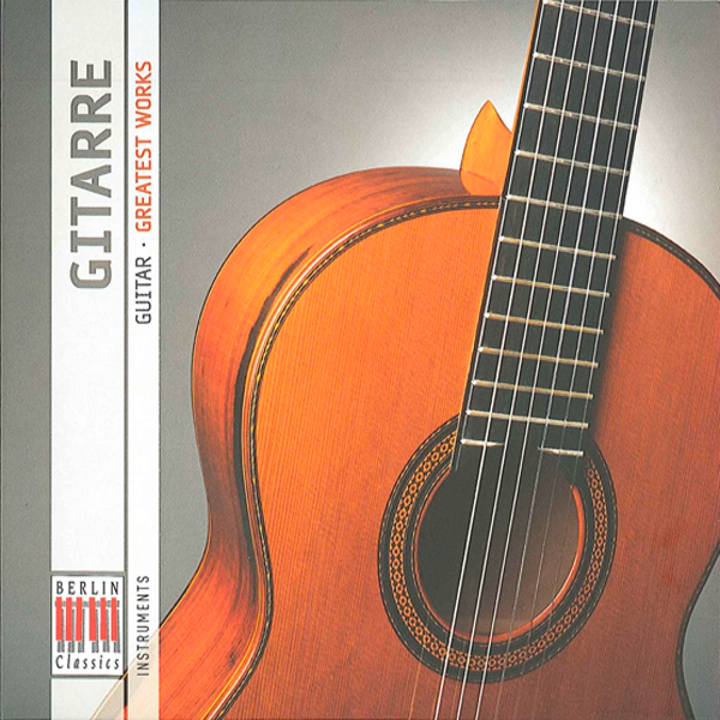 GITARRE
GUITAR · GREATEST WORKS
INSTRUMENTS
BERLIN
Classics